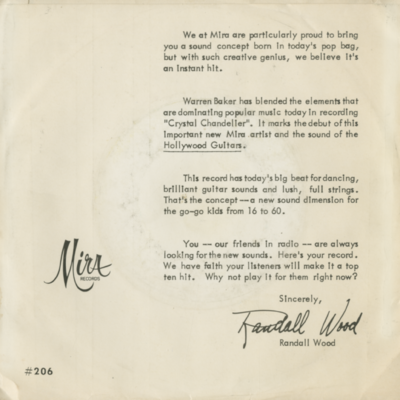 We at Mira are particularly proud to bring
you a sound concept born in today's pop bag,
but with such creative genius, we believe it's
an instant hit.
Warren Baker has blended the elements that
are dominating popular music today in recording
"Crystal Chandelier". It marks the debut of this
important new Mira artist and the sound of the
Hollywood Guitars.
This record has today's big beat for dancing,
brilliant guitar sounds and lush, full strings.
That's the concept -- a new sound dimension for
the go-go kids from 16 to 60.
You -- our friends in radio -- are always
looking for the new sounds. Here's your record.
We have faith your listeners will make it a top
ten hit. Why not play it for them right now?
Sincerely,
Randall Wood
Randall Wood
Mira
RECORDS
#206